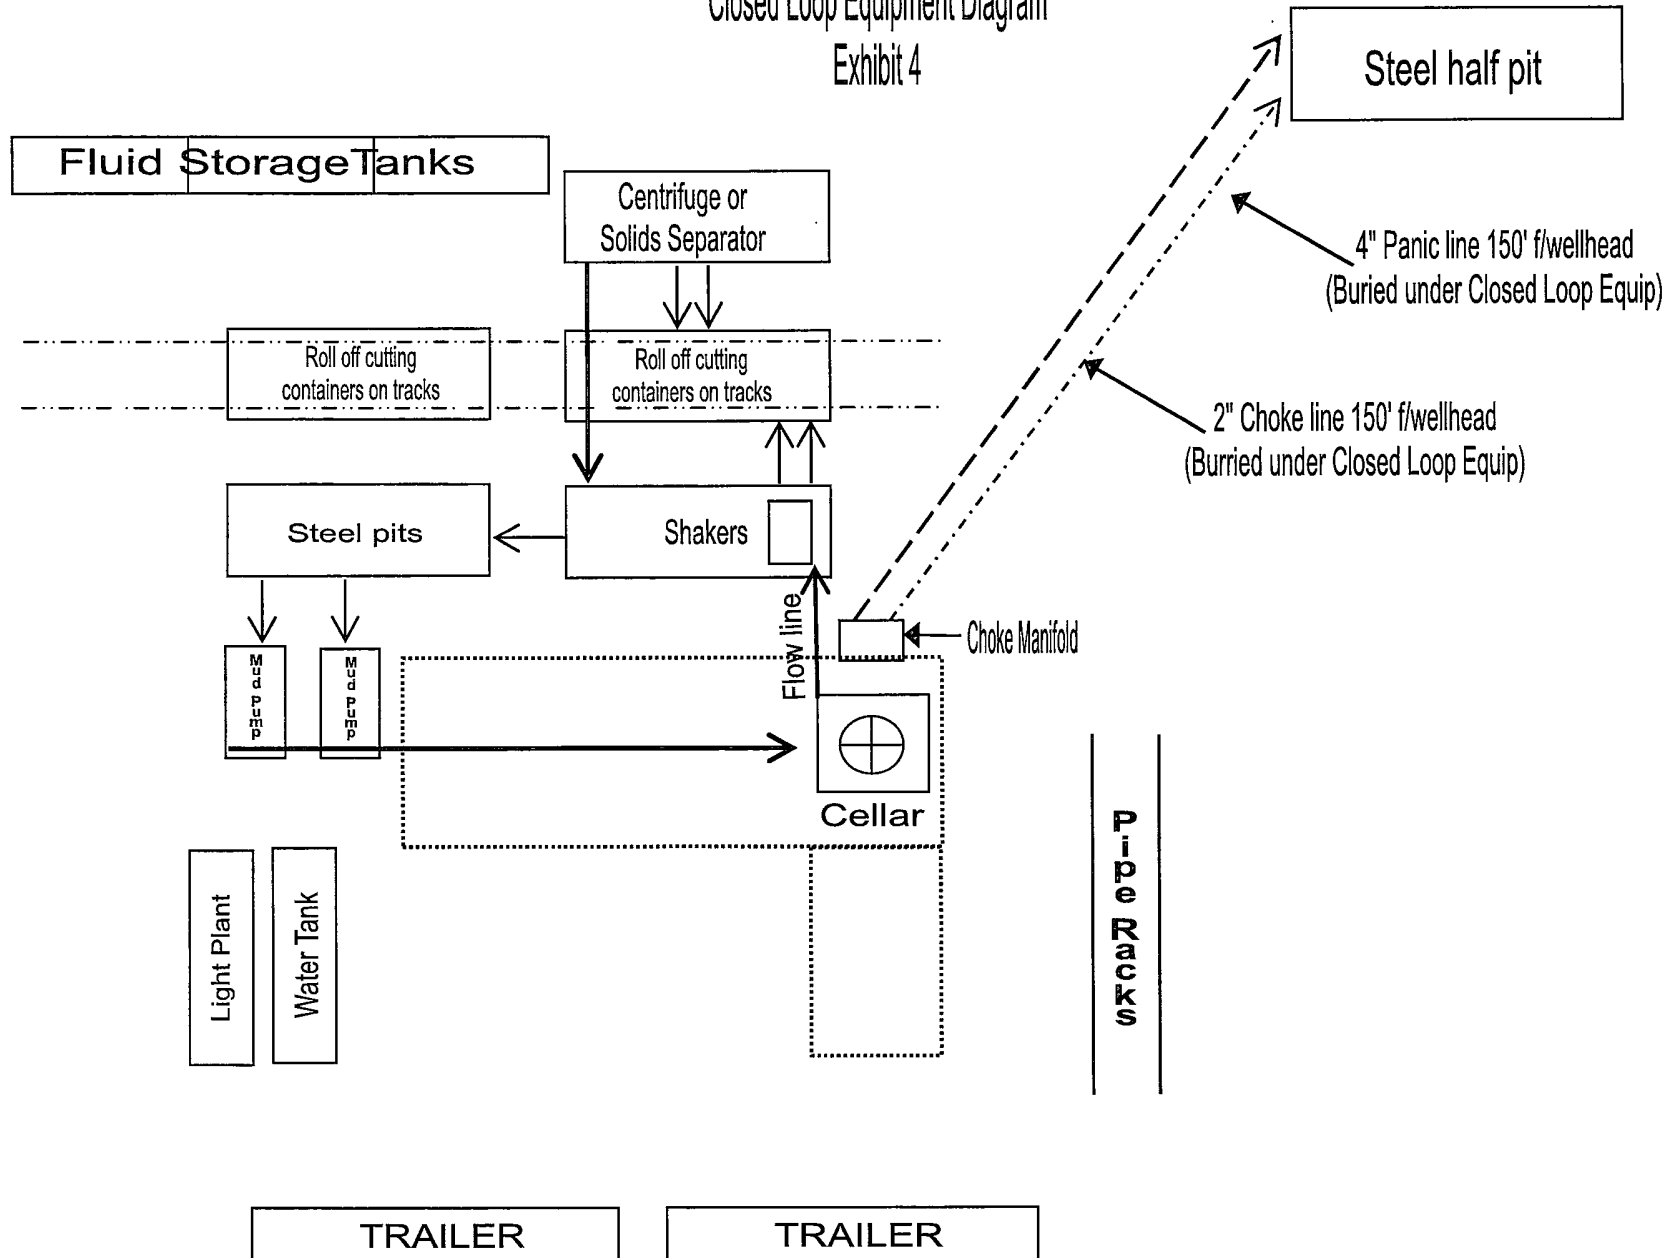 Closed Loop Equipment Diagram
Exhibit 4
Steel half pit
Fluid StorageTanks
Centrifuge or
Solids Separator
4" Panic line 150' f/wellhead
(Buried under Closed Loop Equip)
Roll off cutting
containers on tracks
Roll off cutting
containers on tracks
2" Choke line 150' f/wellhead
(Burried under Closed Loop Equip)
Steel pits
Shakers
Flow line
Choke Manifold
Mud pump
Mud pump
Cellar
Pipe Racks
Light Plant
Water Tank
TRAILER
TRAILER